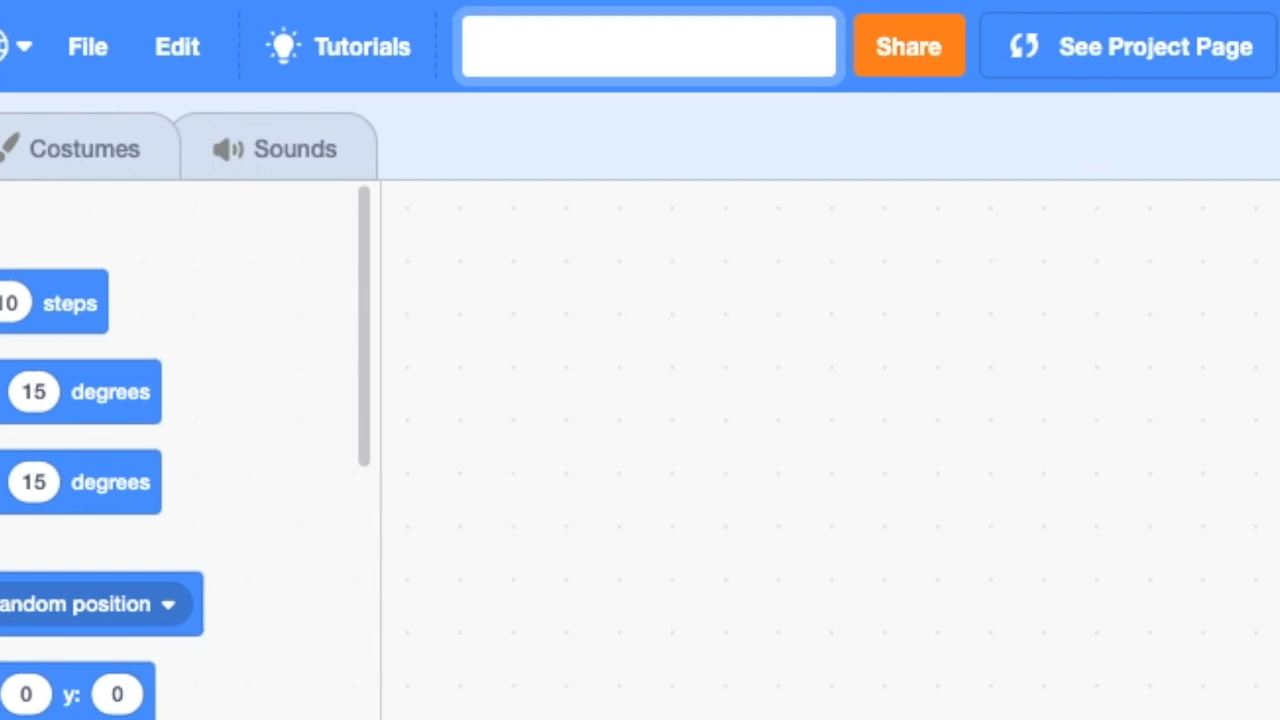 File Edit Tutorials Share See Project Page
Costumes Sounds
10 steps
15 degrees
15 degrees
andom position
0 y: 0